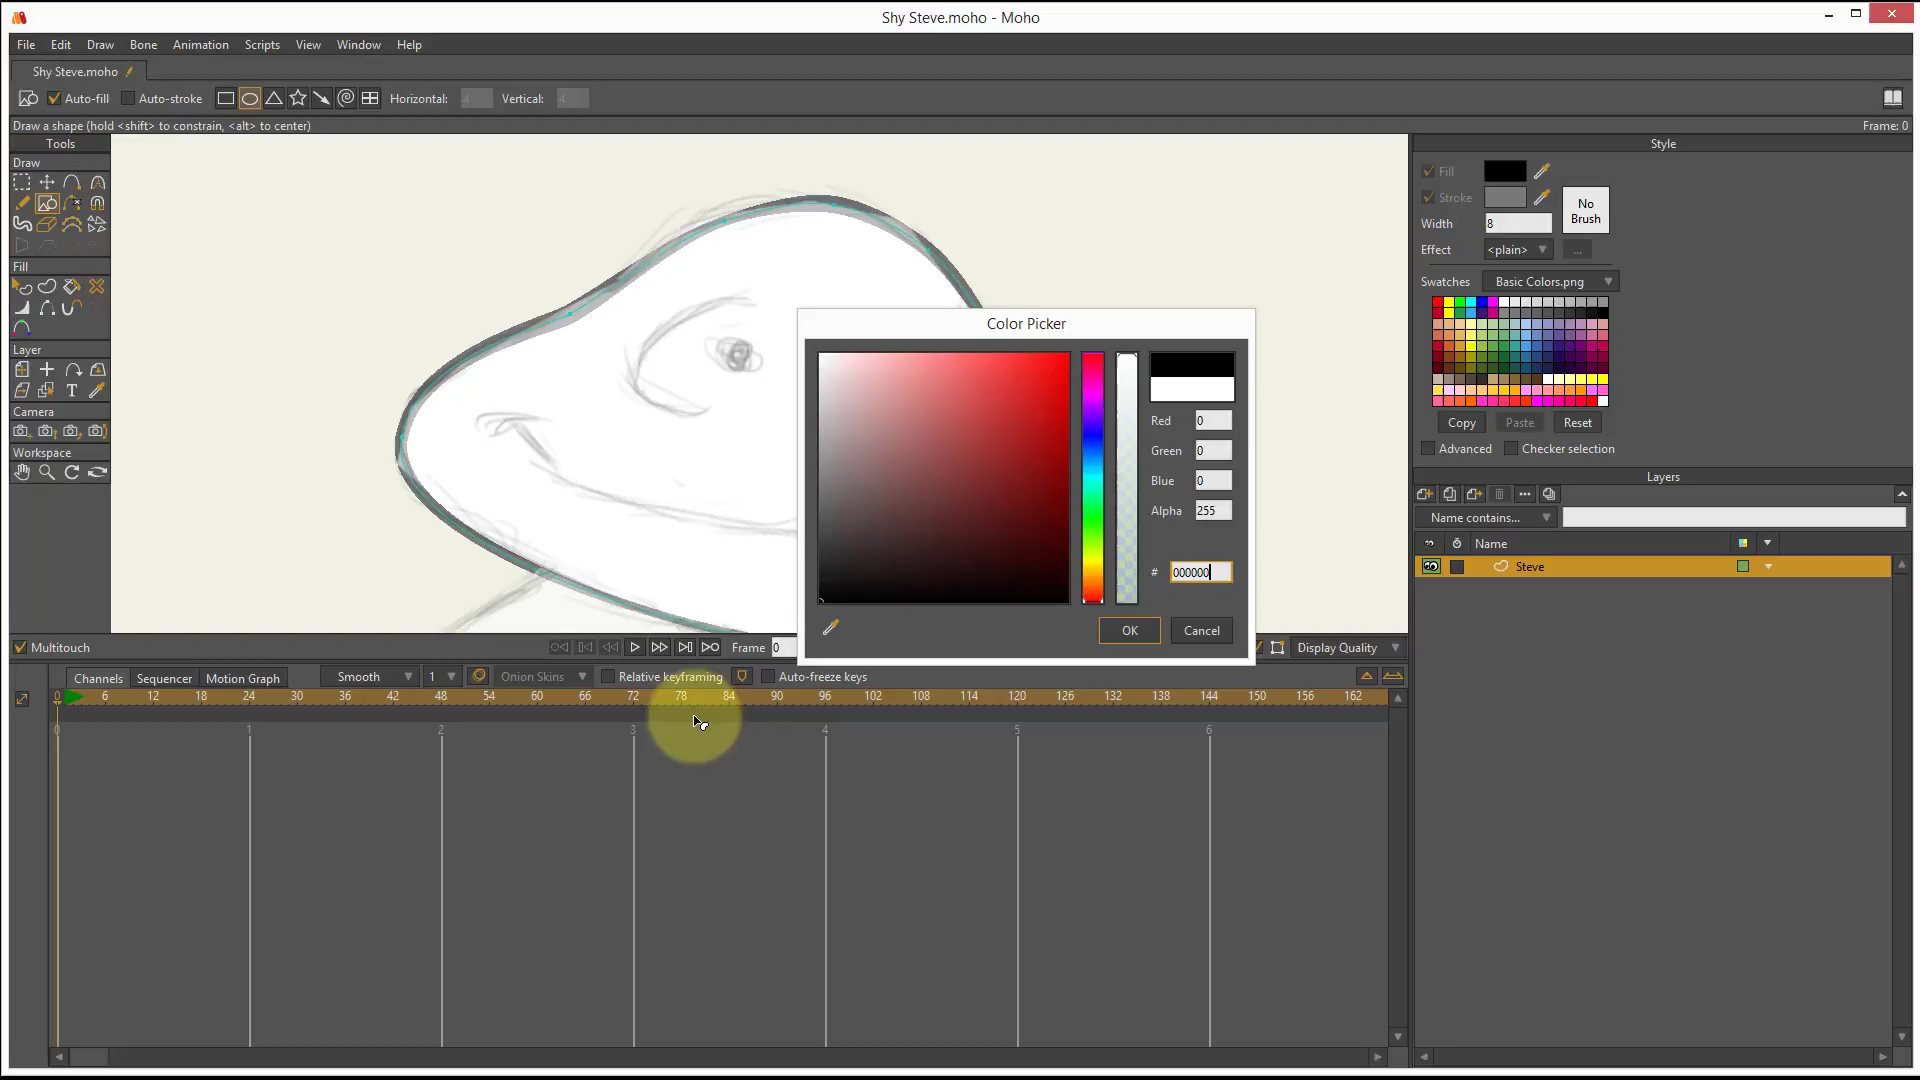 Shy Steve.moho - Moho
File Edit Draw Bone Animation Scripts View Window Help
Shy Steve.moho
Auto-fill Auto-stroke Horizontal: 4 Vertical: 4
Draw a shape (hold <shift> to constrain, <alt> to center) Frame: 0
Tools
Draw
Fill
Layer
T
Camera
Workspace
Style
Fill
Stroke
No
Brush
Width 8
Effect <plain> ...
Swatches Basic Colors.png
Copy Paste Reset
Advanced Checker selection
Layers
Name contains...
Name
Steve
Color Picker
Red 0
Green 0
Blue 0
Alpha 255
# 000000
OK Cancel
Multitouch Frame 0 Display Quality
Channels Sequencer Motion Graph Smooth 1 Onion Skins Relative keyframing Auto-freeze keys
0 6 12 18 24 30 36 42 48 54 60 66 72 78 84 90 96 102 108 114 120 126 132 138 144 150 156 162
0 1 2 3 4 5 6